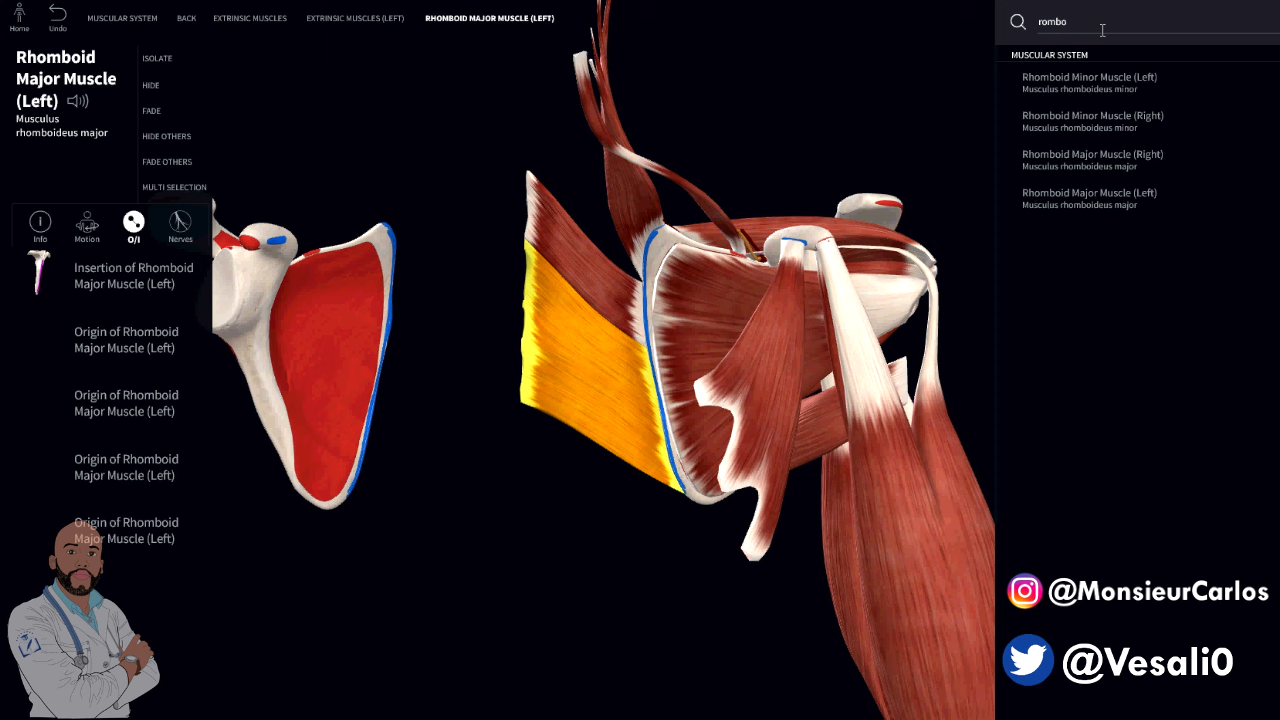 Home
Undo
MUSCULAR SYSTEM
BACK
EXTRINSIC MUSCLES
EXTRINSIC MUSCLES (LEFT)
RHOMBOID MAJOR MUSCLE (LEFT)
Rhomboid
Major Muscle
(Left)
Musculus
rhomboideus major
ISOLATE
HIDE
FADE
HIDE OTHERS
FADE OTHERS
MULTI SELECTION
Info
Motion
O/I
Nerves
Insertion of Rhomboid
Major Muscle (Left)
Origin of Rhomboid
Major Muscle (Left)
Origin of Rhomboid
Major Muscle (Left)
Origin of Rhomboid
Major Muscle (Left)
Origin of Rhomboid
Major Muscle (Left)
rombo
MUSCULAR SYSTEM
Rhomboid Minor Muscle (Left)
Musculus rhomboideus minor
Rhomboid Minor Muscle (Right)
Musculus rhomboideus minor
Rhomboid Major Muscle (Right)
Musculus rhomboideus major
Rhomboid Major Muscle (Left)
Musculus rhomboideus major
@MonsieurCarlos
@Vesali0